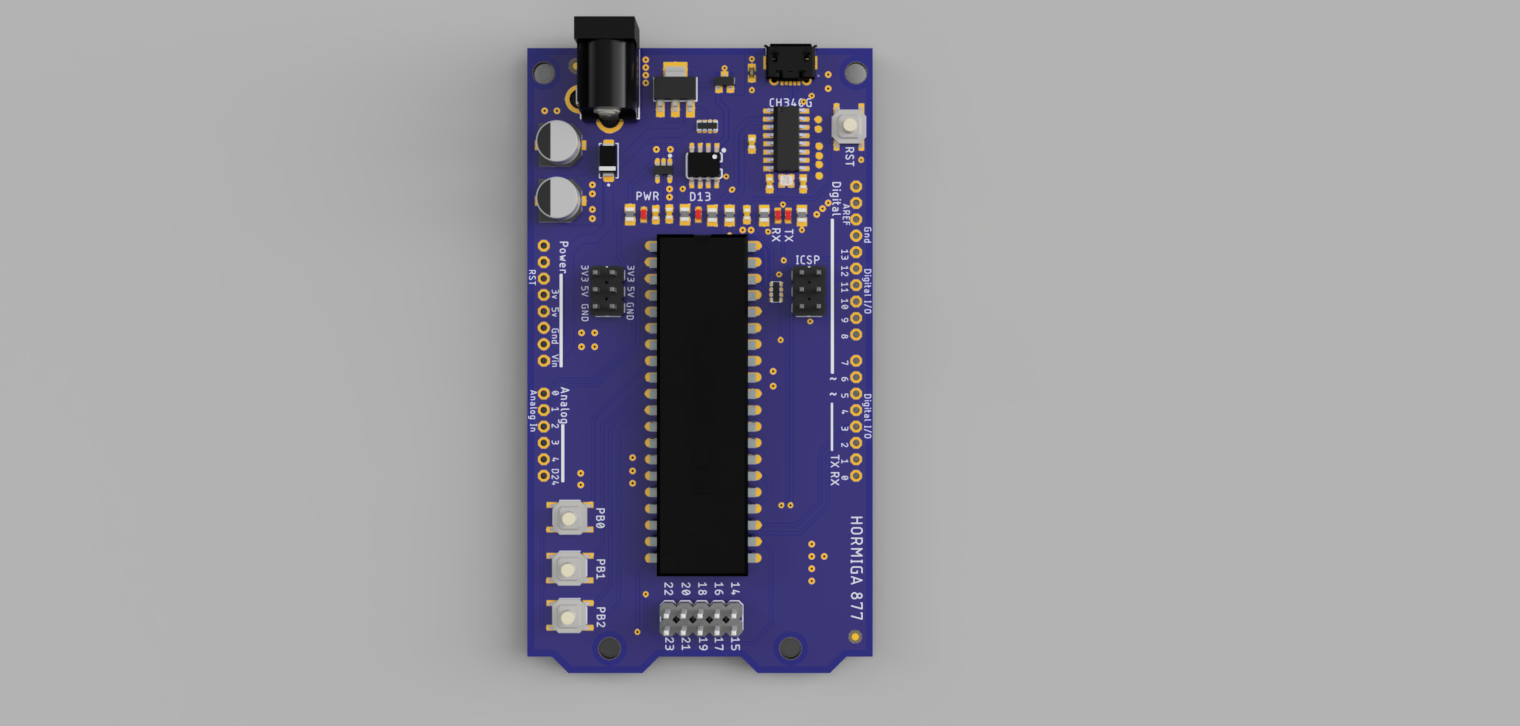 CH340G
RST
PWR
D13
RX
TX
Digital
AREF
Gnd
13
12
11
10
9
8
Digital I/O
7
~ 6
~ 5
4
3
2
1
0
TX RX
Digital I/O
ICSP
Power
RST
3v
5v
Gnd
Vin
3V3 5V GND
3V3 5V GND
Analog
Analog In
0
1
2
3
4
D24
PB0
PB1
PB2
HORMIGA 877
22 20 18 16 14
23 21 19 17 15